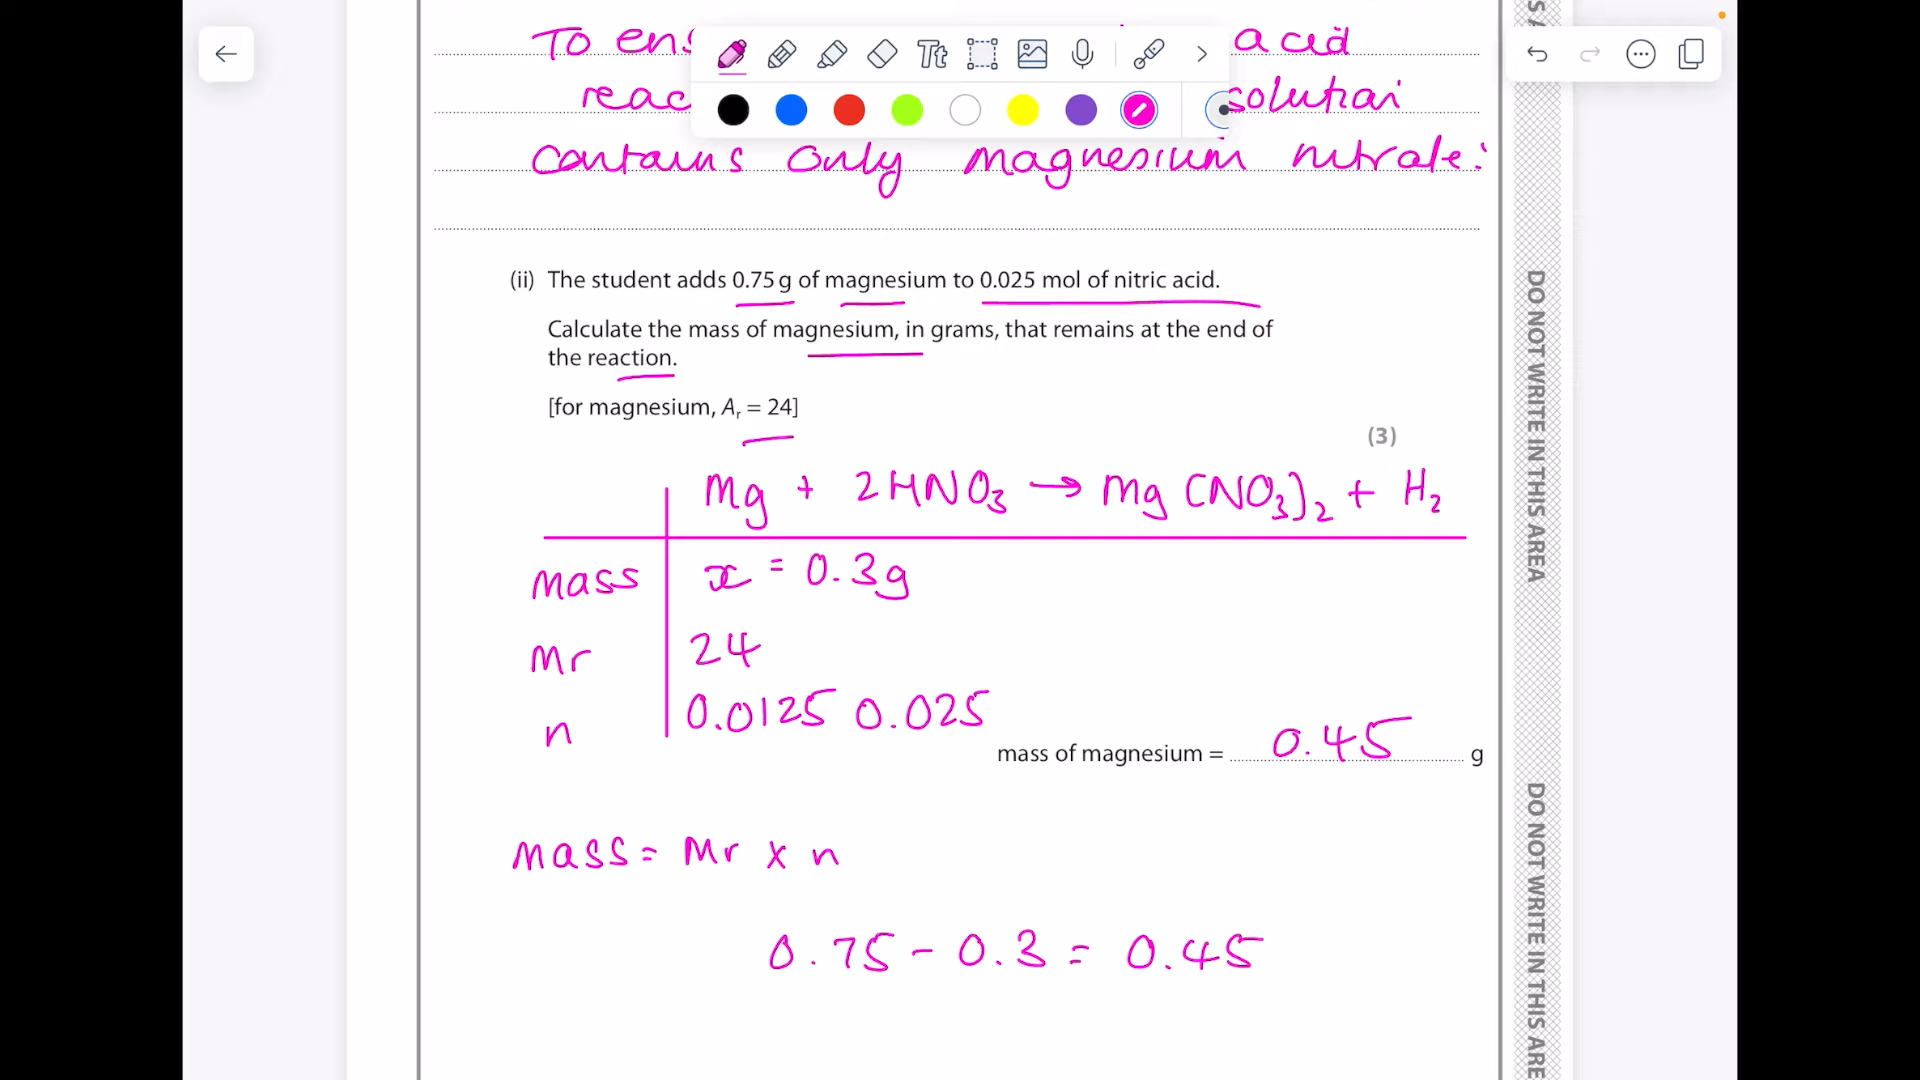 To ens acid
reac solution
contains only magnesium nitrate.
Tt
(ii) The student adds 0.75 g of magnesium to 0.025 mol of nitric acid.
Calculate the mass of magnesium, in grams, that remains at the end of
the reaction.
[for magnesium, Ar = 24]
(3)
Mg + 2HNO3 → Mg (NO3)2 + H2
mass x = 0.3g
Mr 24
n 0.0125 0.025
mass of magnesium = 0.45 g
mass = Mr x n
0.75 - 0.3 = 0.45
DO NOT WRITE IN THIS AREA
DO NOT WRITE IN THIS ARE